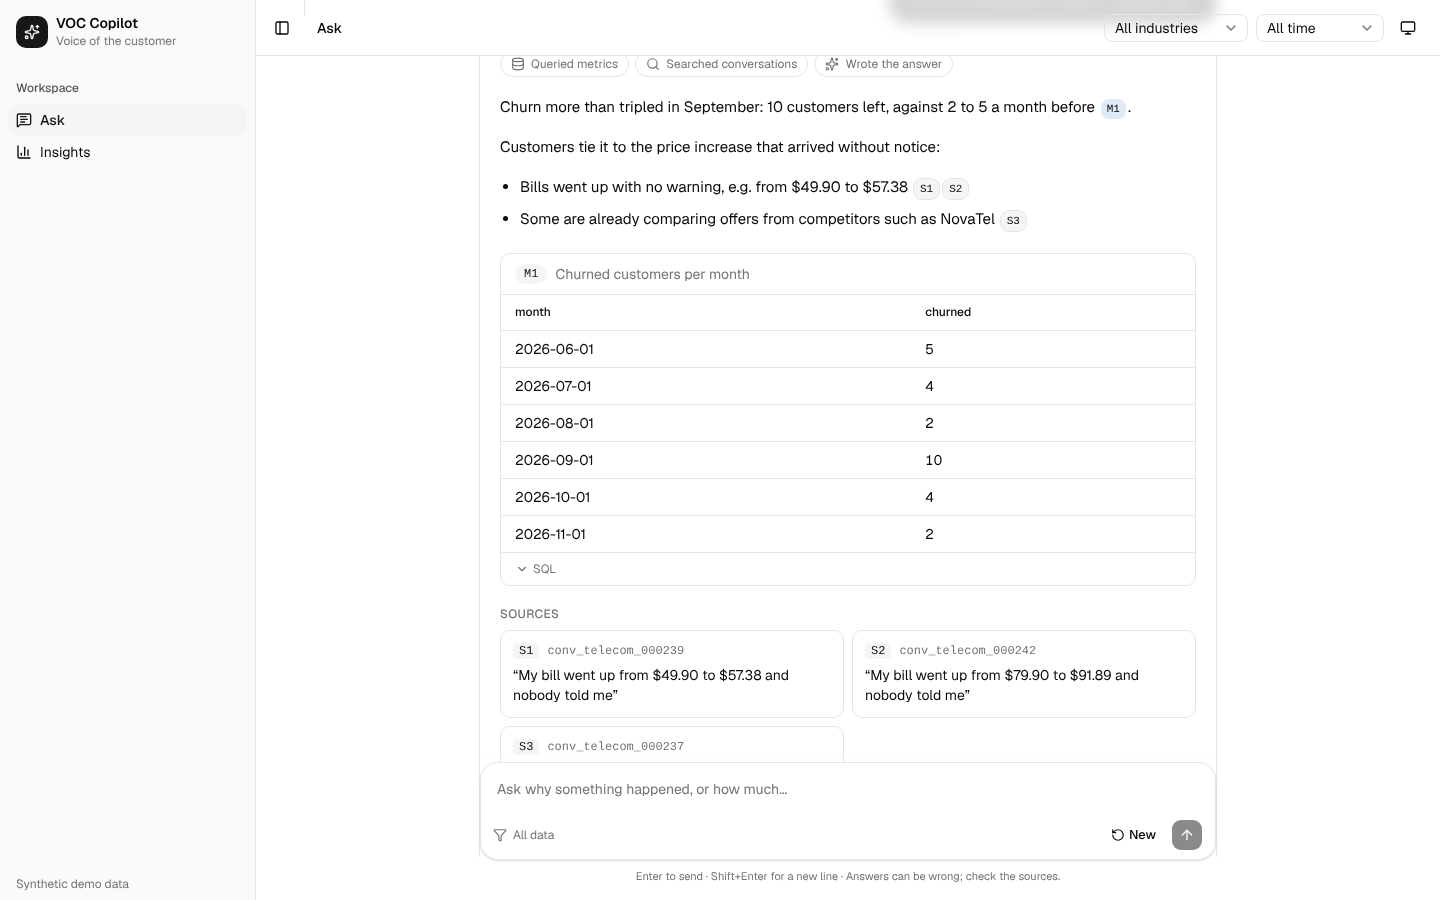 VOC Copilot
Voice of the customer
Workspace
Ask
Insights
Synthetic demo data
Ask
All industries
All time
Queried metrics
Searched conversations
Wrote the answer
Churn more than tripled in September: 10 customers left, against 2 to 5 a month before M1.
Customers tie it to the price increase that arrived without notice:
• Bills went up with no warning, e.g. from $49.90 to $57.38 S1 S2
• Some are already comparing offers from competitors such as NovaTel S3
M1 Churned customers per month
month churned
2026-06-01 5
2026-07-01 4
2026-08-01 2
2026-09-01 10
2026-10-01 4
2026-11-01 2
SQL
SOURCES
S1 conv_telecom_000239
“My bill went up from $49.90 to $57.38 and
nobody told me”
S2 conv_telecom_000242
“My bill went up from $79.90 to $91.89 and
nobody told me”
S3 conv_telecom_000237
Ask why something happened, or how much…
All data
New
Enter to send · Shift+Enter for a new line · Answers can be wrong; check the sources.